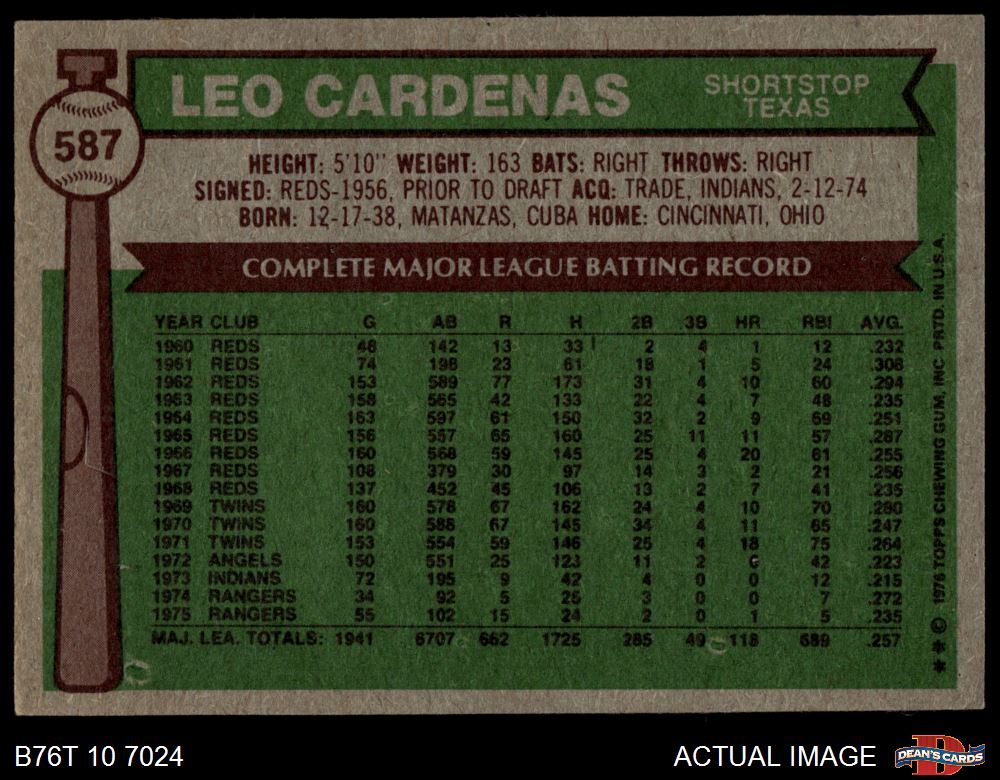 LEO CARDENAS
SHORTSTOP
TEXAS
587
HEIGHT: 5'10" WEIGHT: 163 BATS: RIGHT THROWS: RIGHT
SIGNED: REDS-1956, PRIOR TO DRAFT ACQ: TRADE, INDIANS, 2-12-74
BORN: 12-17-38, MATANZAS, CUBA HOME: CINCINNATI, OHIO
COMPLETE MAJOR LEAGUE BATTING RECORD
YEAR CLUB G AB R H 2B 3B HR RBI AVG.
1960 REDS 48 142 13 33 2 4 1 12 .232
1961 REDS 74 198 23 61 18 1 5 24 .308
1962 REDS 153 589 77 173 31 4 10 60 .294
1963 REDS 158 565 42 133 22 4 7 48 .235
1964 REDS 163 597 61 150 32 2 9 69 .251
1965 REDS 156 557 65 160 25 11 11 57 .287
1966 REDS 160 568 59 145 25 4 20 81 .255
1967 REDS 108 379 30 97 14 3 2 21 .256
1968 REDS 137 452 45 106 13 2 7 41 .235
1969 TWINS 160 578 67 162 24 4 10 70 .280
1970 TWINS 160 588 67 145 34 4 11 65 .247
1971 TWINS 153 554 59 146 25 4 18 75 .264
1972 ANGELS 150 551 25 123 11 2 6 42 .223
1973 INDIANS 72 195 9 42 4 0 0 12 .215
1974 RANGERS 34 92 5 25 3 0 0 7 .272
1975 RANGERS 55 102 15 24 2 0 1 5 .235
MAJ. LEA. TOTALS: 1941 6707 662 1725 285 49 118 689 .257
** © 1976 TOPPS CHEWING GUM, INC PRTD. IN U.S.A.
B76T 10 7024
ACTUAL IMAGE
DEAN'S CARDS